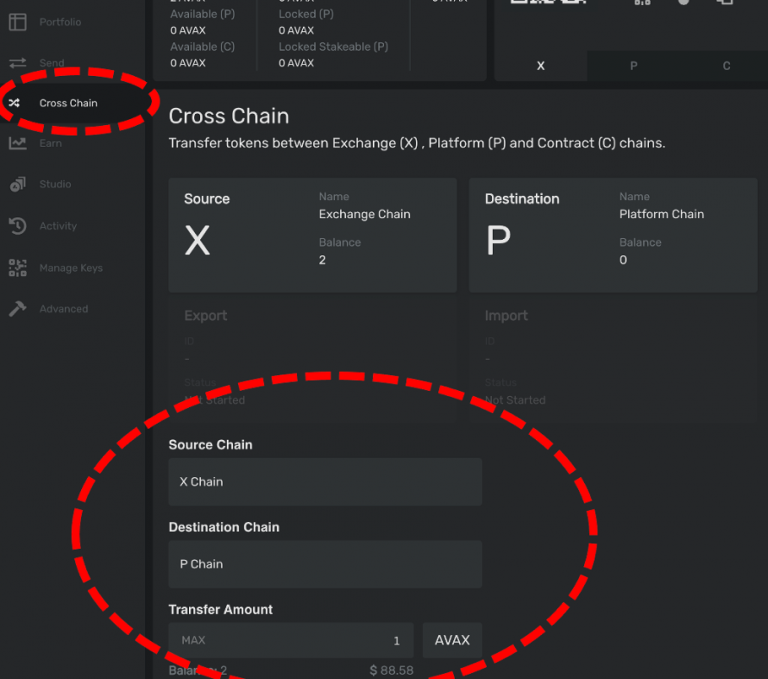 Portfolio
Send
Cross Chain
Earn
Studio
Activity
Manage Keys
Advanced
Available (P)
0 AVAX
Available (C)
0 AVAX
Locked (P)
0 AVAX
Locked Stakeable (P)
0 AVAX
X
P
C
Cross Chain
Transfer tokens between Exchange (X) , Platform (P) and Contract (C) chains.
Source
X
Name
Exchange Chain
Balance
2
Destination
P
Name
Platform Chain
Balance
0
Export
ID
-
Status
Not Started
Import
ID
-
Status
Not Started
Source Chain
X Chain
Destination Chain
P Chain
Transfer Amount
MAX
1
AVAX
Balance: 2
$ 88.58